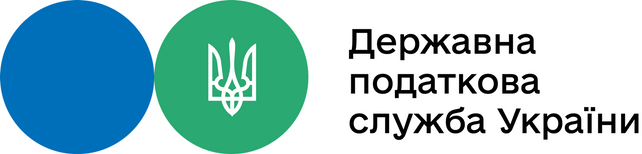 Державна
податкова
служба України